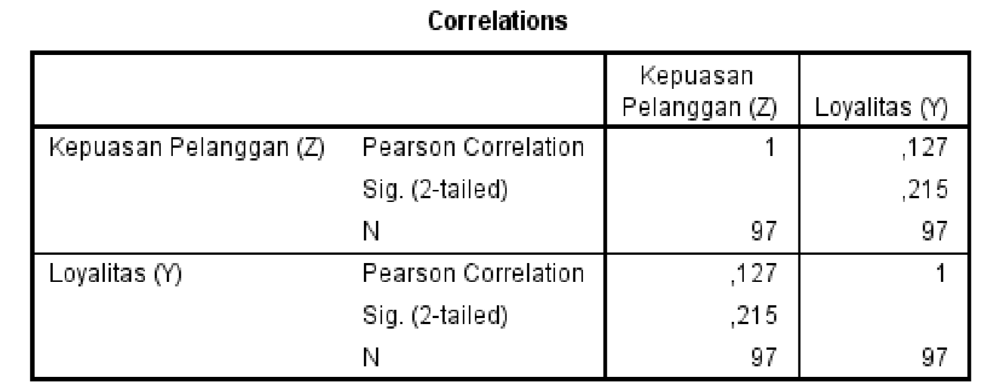 Correlations
Kepuasan
Pelanggan (Z) Loyalitas (Y)
Kepuasan Pelanggan (Z) Pearson Correlation 1 ,127
Sig. (2-tailed) ,215
N 97 97
Loyalitas (Y) Pearson Correlation ,127 1
Sig. (2-tailed) ,215
N 97 97